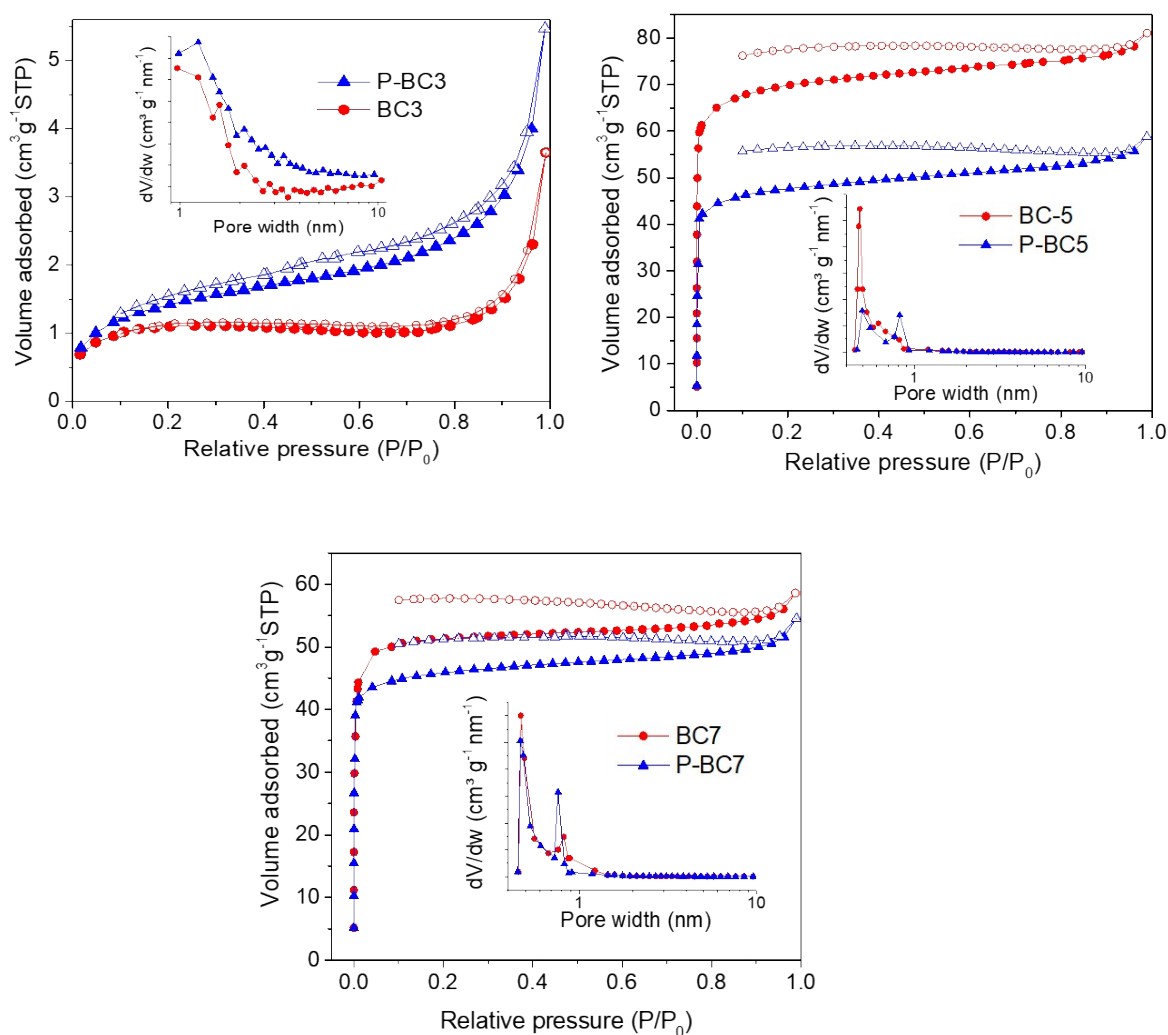 Volume adsorbed (cm³g⁻¹STP)
5
4
3
2
1
0
dV/dw (cm³ g⁻¹ nm⁻¹)
1
10
Pore width (nm)
P-BC3
BC3
0.0 0.2 0.4 0.6 0.8 1.0
Relative pressure (P/P₀)
Volume adsorbed (cm³g⁻¹STP)
80
70
60
50
40
30
20
10
0
BC-5
P-BC5
dV/dw (cm³ g⁻¹ nm⁻¹)
1
10
Pore width (nm)
0.0 0.2 0.4 0.6 0.8 1.0
Relative pressure (P/P₀)
Volume adsorbed (cm³g⁻¹STP)
60
50
40
30
20
10
0
BC7
P-BC7
dV/dw (cm³ g⁻¹ nm⁻¹)
1
10
Pore width (nm)
0.0 0.2 0.4 0.6 0.8 1.0
Relative pressure (P/P₀)